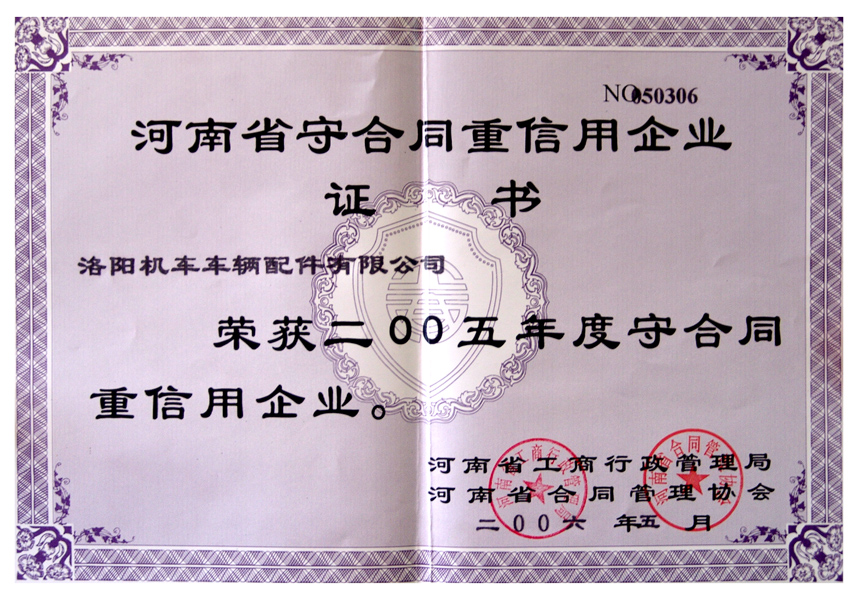 NO050306
河南省守合同重信用企业
证 书
洛阳机车车辆配件有限公司
荣获二00五年度守合同
重信用企业。
河南省工商行政管理局
河南省合同管理协会
二00六 年五 月